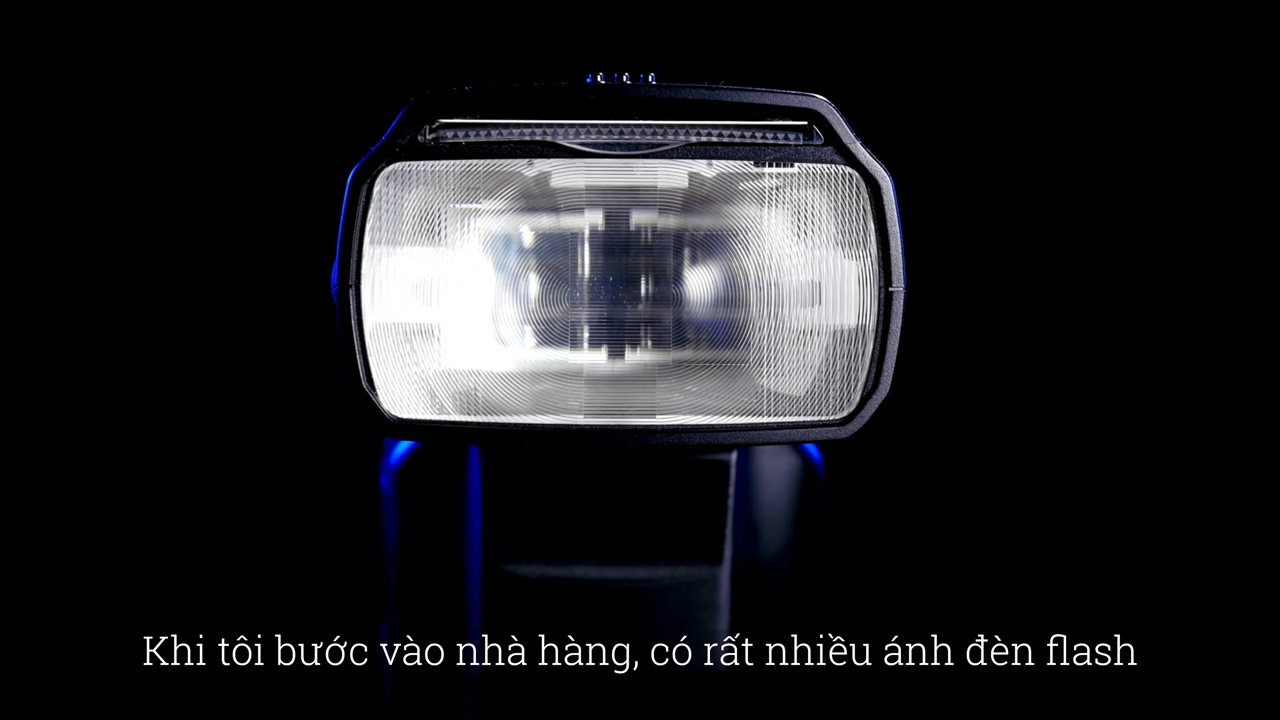 Khi tôi bước vào nhà hàng, có rất nhiều ánh đèn flash